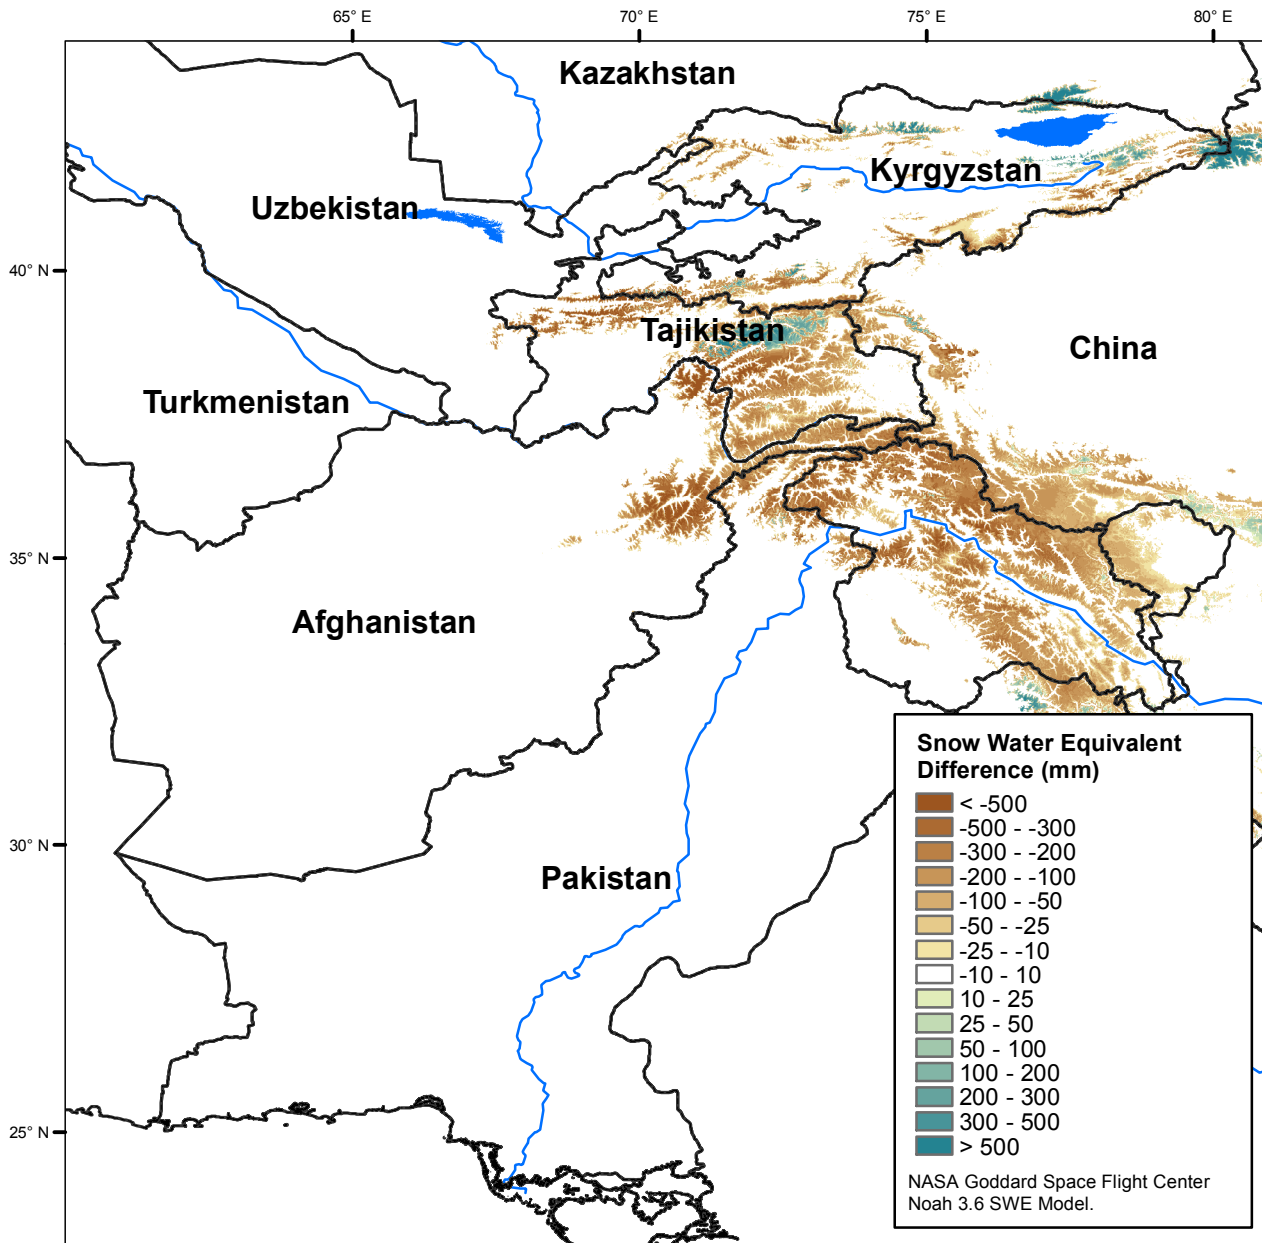 65° E
70° E
75° E
80° E
Kazakhstan
Kyrgyzstan
Uzbekistan
40° N
Tajikistan
China
Turkmenistan
35° N
Afghanistan
30° N
Pakistan
25° N
Snow Water Equivalent
Difference (mm)
< -500
-500 - -300
-300 - -200
-200 - -100
-100 - -50
-50 - -25
-25 - -10
-10 - 10
10 - 25
25 - 50
50 - 100
100 - 200
200 - 300
300 - 500
> 500
NASA Goddard Space Flight Center
Noah 3.6 SWE Model.